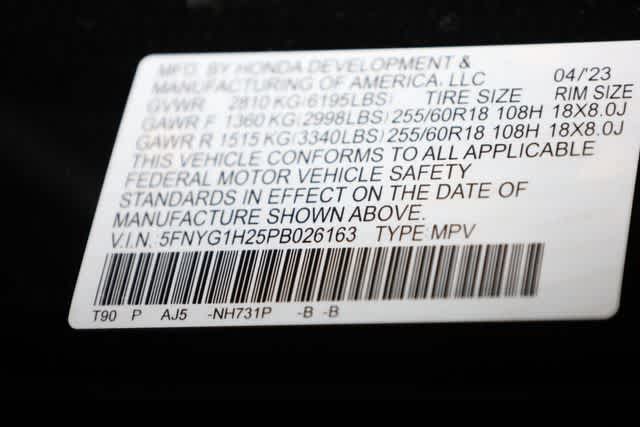 MFD. BY HONDA DEVELOPMENT &
MANUFACTURING OF AMERICA, LLC 04/'23
GVWR 2810 KG(6195LBS) TIRE SIZE RIM SIZE
GAWR F 1360 KG(2998LBS) 255/60R18 108H 18X8.0J
GAWR R 1515 KG(3340LBS) 255/60R18 108H 18X8.0J
THIS VEHICLE CONFORMS TO ALL APPLICABLE
FEDERAL MOTOR VEHICLE SAFETY
STANDARDS IN EFFECT ON THE DATE OF
MANUFACTURE SHOWN ABOVE.
V.I.N. 5FNYG1H25PB026163 TYPE:MPV
T90 P AJ5 -NH731P -B -B